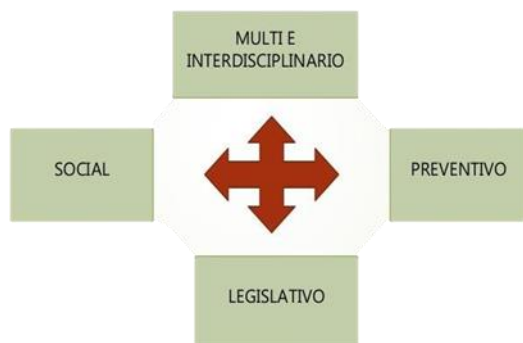 MULTI E
INTERDISCIPLINARIO
SOCIAL
PREVENTIVO
LEGISLATIVO